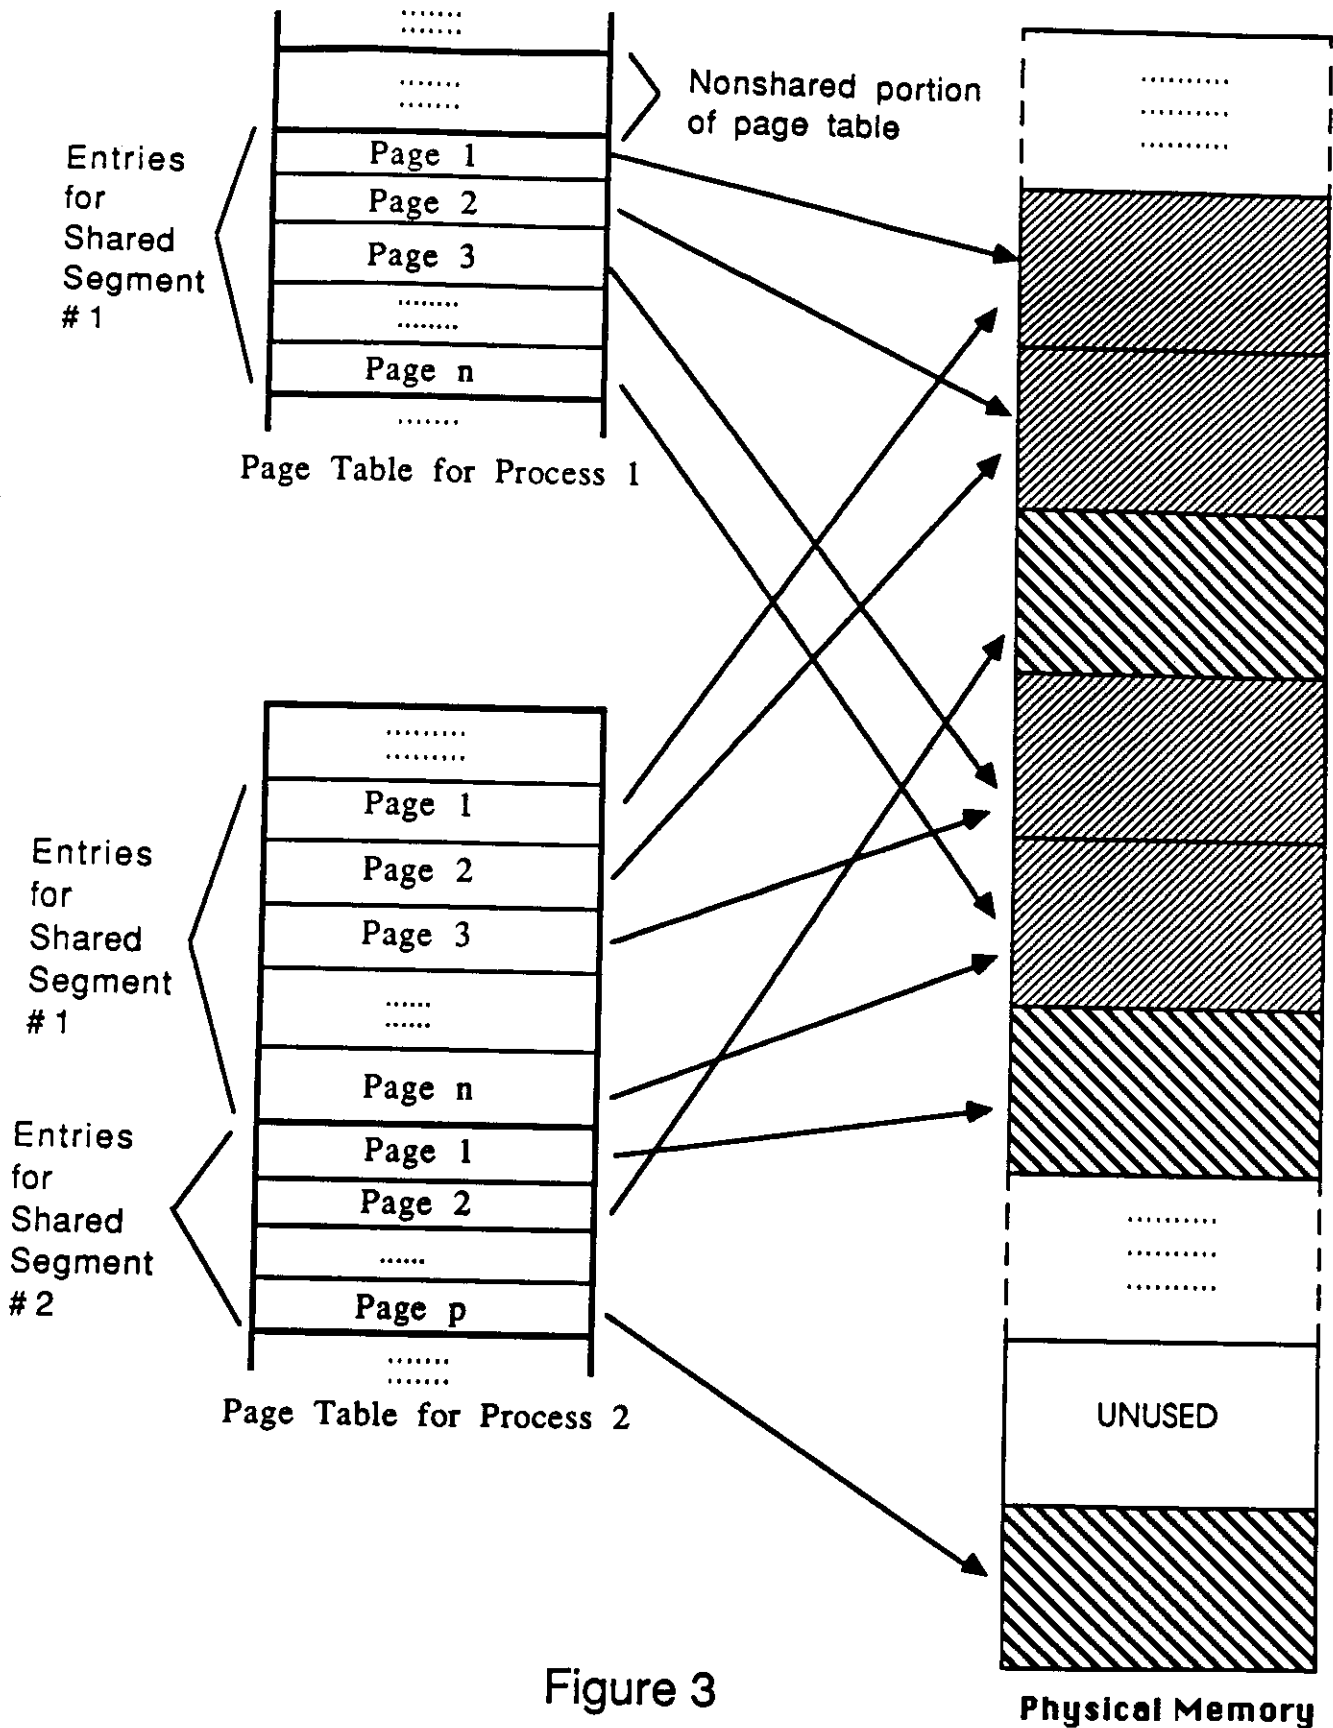 .......
.......
.......
.......
Nonshared portion
of page table
Entries
for
Shared
Segment
# 1
Page 1
Page 2
Page 3
.......
.......
Page n
.......
Page Table for Process 1
.........
.........
Entries
for
Shared
Segment
# 1
Page 1
Page 2
Page 3
......
......
Page n
Entries
for
Shared
Segment
# 2
Page 1
Page 2
......
Page p
.......
.......
Page Table for Process 2
..........
..........
..........
..........
..........
..........
UNUSED
Physical Memory
Figure 3